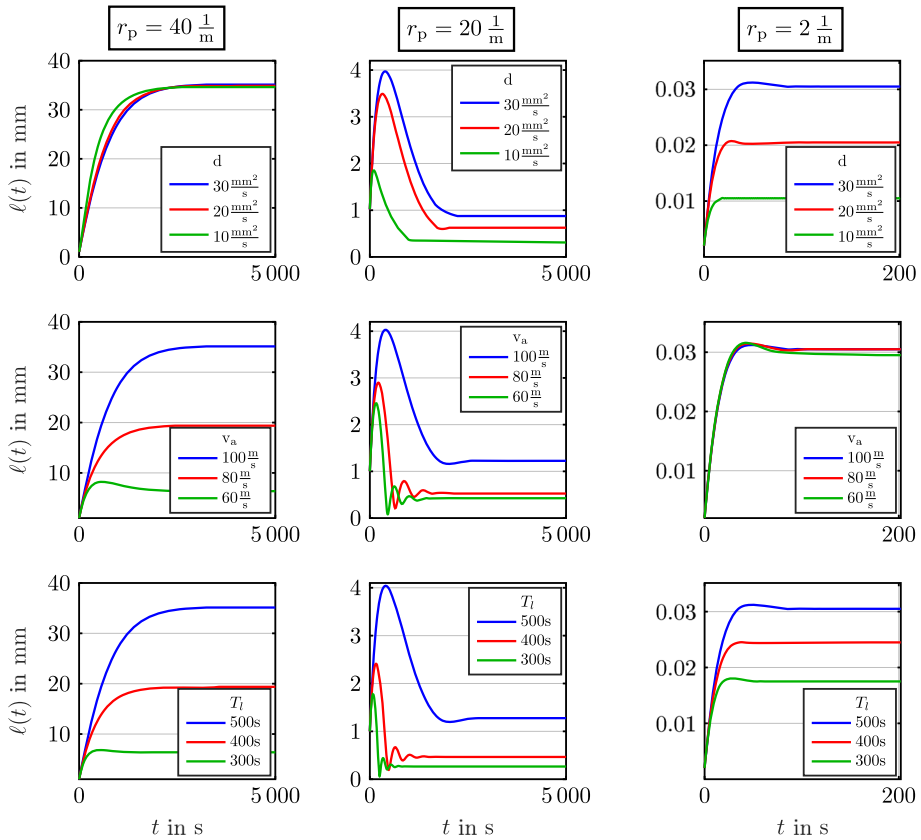 r_p = 40 1/m
r_p = 20 1/m
r_p = 2 1/m
ℓ(t) in mm
40
30
20
10
0
0
5 000
d
30 mm²/s
20 mm²/s
10 mm²/s
4
3
2
1
0
0
5 000
d
30 mm²/s
20 mm²/s
10 mm²/s
0.03
0.02
0.01
0
200
d
30 mm²/s
20 mm²/s
10 mm²/s
ℓ(t) in mm
40
30
20
10
0
5 000
v_a
100 m/s
80 m/s
60 m/s
4
3
2
1
0
0
5 000
v_a
100 m/s
80 m/s
60 m/s
0.03
0.02
0.01
0
200
v_a
100 m/s
80 m/s
60 m/s
ℓ(t) in mm
40
30
20
10
0
5 000
T_l
500s
400s
300s
t in s
4
3
2
1
0
0
5 000
T_l
500s
400s
300s
t in s
0.03
0.02
0.01
0
200
T_l
500s
400s
300s
t in s